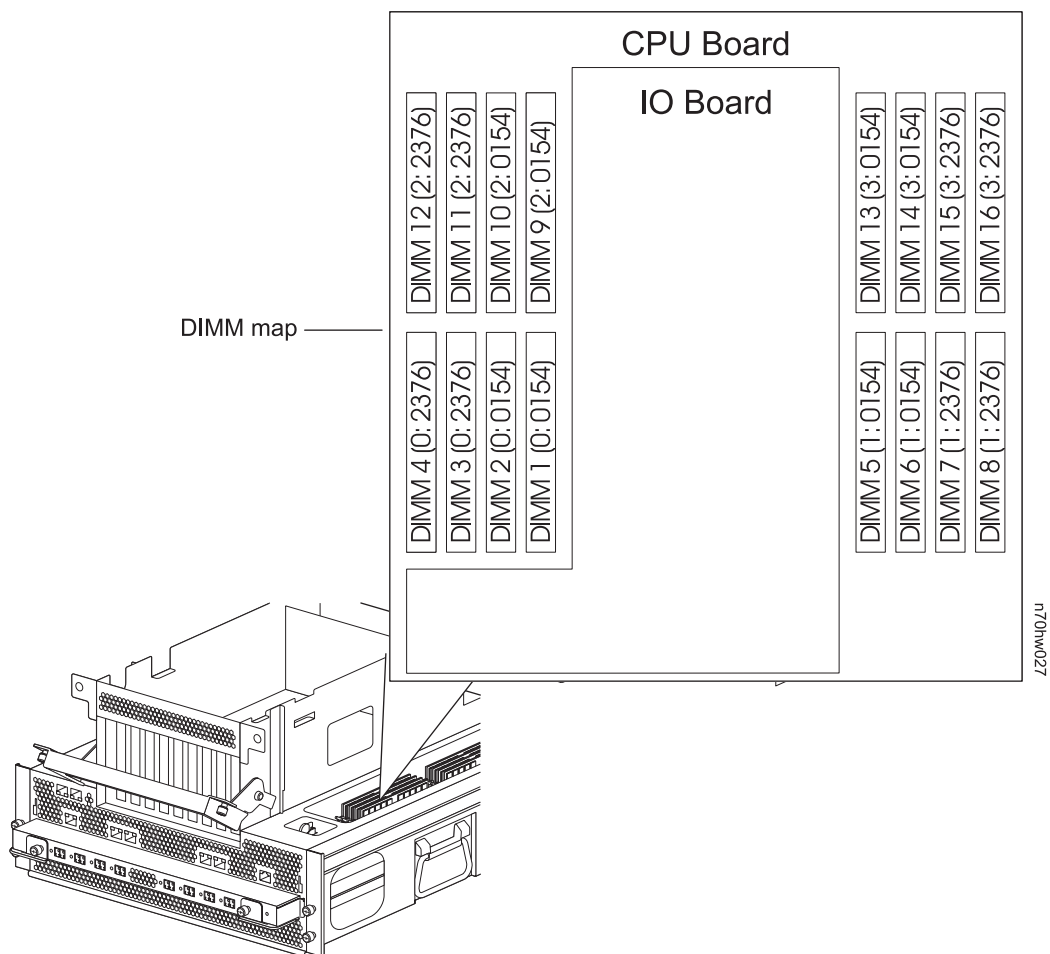 CPU Board
IO Board
DIMM 12 (2: 2376)
DIMM 11 (2: 2376)
DIMM 10 (2: 0154)
DIMM 9 (2: 0154)
DIMM 13 (3: 0154)
DIMM 14 (3: 0154)
DIMM 15 (3: 2376)
DIMM 16 (3: 2376)
DIMM map
DIMM 4 (0: 2376)
DIMM 3 (0: 2376)
DIMM 2 (0: 0154)
DIMM 1 (0: 0154)
DIMM 5 (1: 0154)
DIMM 6 (1: 0154)
DIMM 7 (1: 2376)
DIMM 8 (1: 2376)
n70hw027